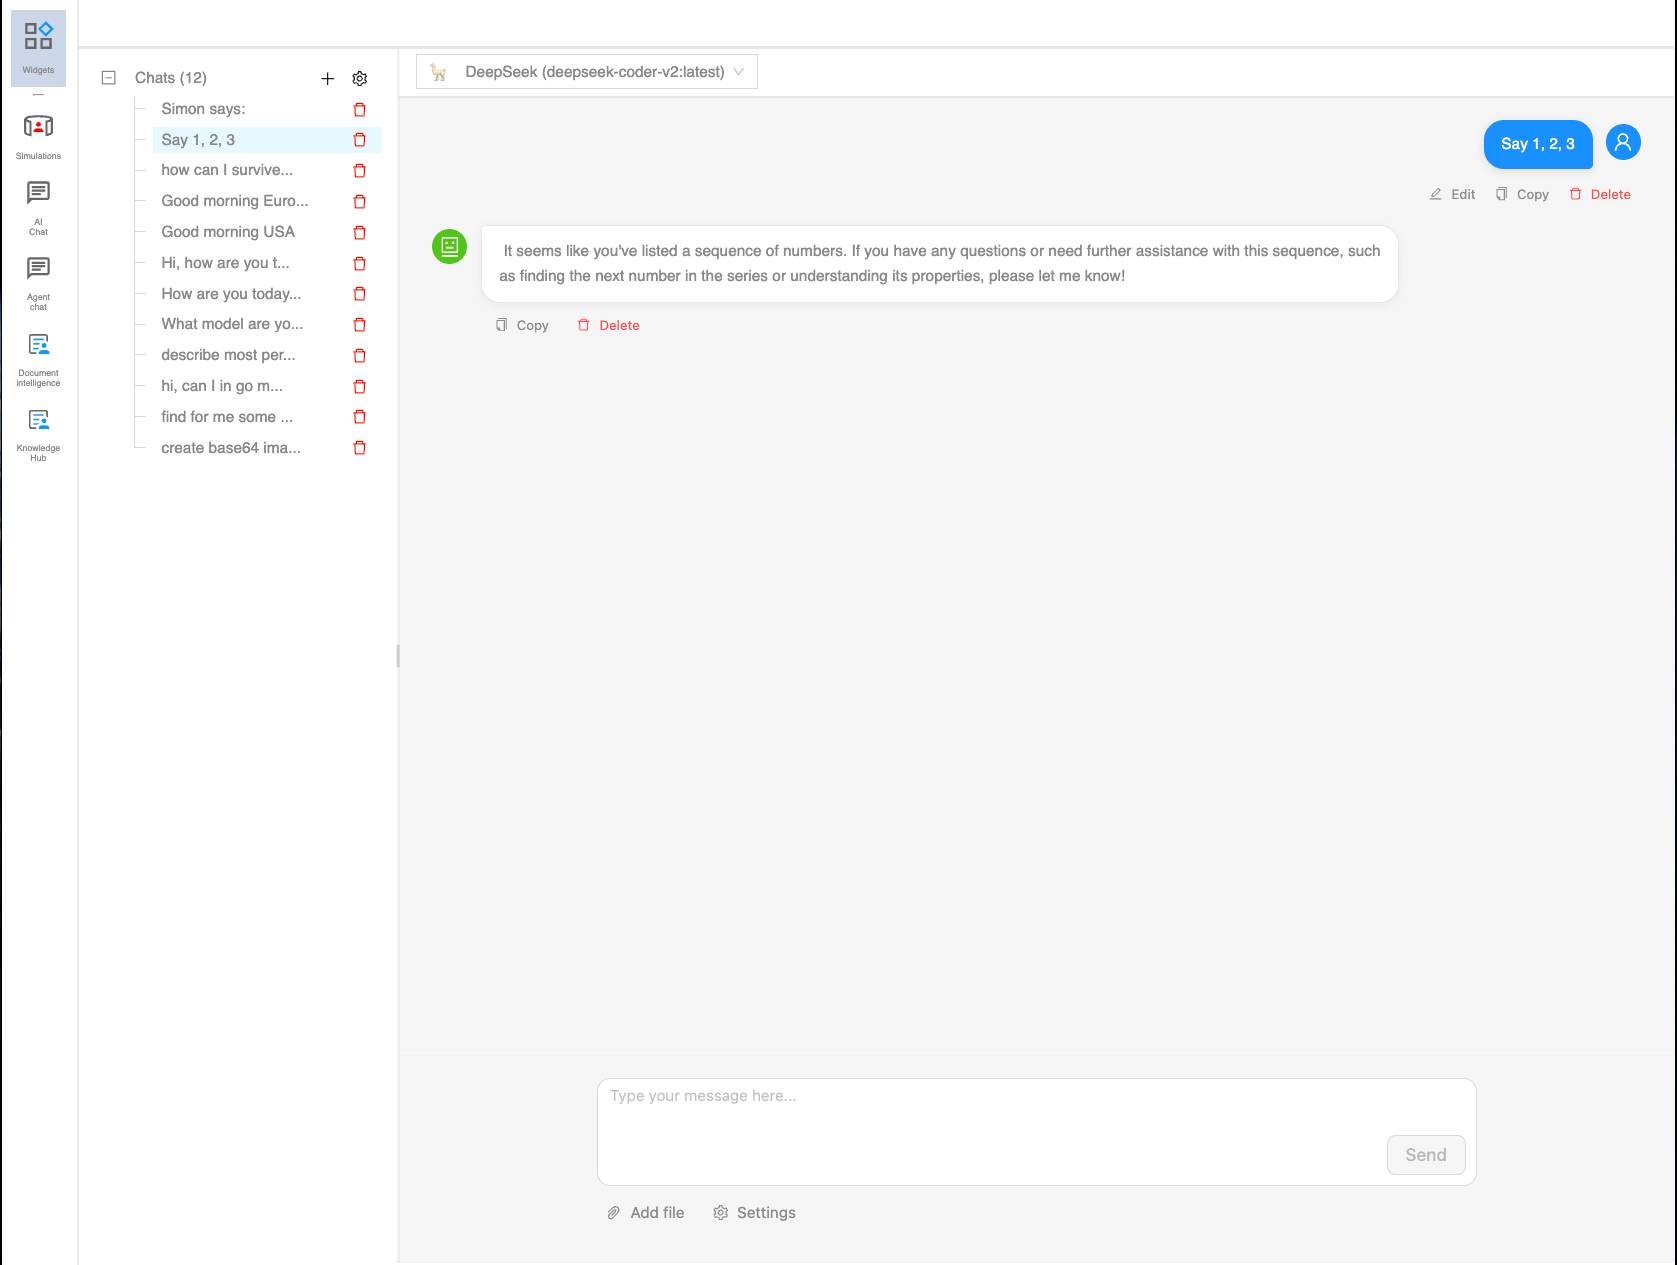 Widgets
Simulations
AI
Chat
Agent
chat
Document
intelligence
Knowledge
Hub
Chats (12)
Simon says:
Say 1, 2, 3
how can I survive...
Good morning Euro...
Good morning USA
Hi, how are you t...
How are you today...
What model are yo...
describe most per...
hi, can I in go m...
find for me some ...
create base64 ima...
DeepSeek (deepseek-coder-v2:latest)
Say 1, 2, 3
Edit Copy Delete
It seems like you've listed a sequence of numbers. If you have any questions or need further assistance with this sequence, such
as finding the next number in the series or understanding its properties, please let me know!
Copy Delete
Type your message here...
Send
Add file Settings